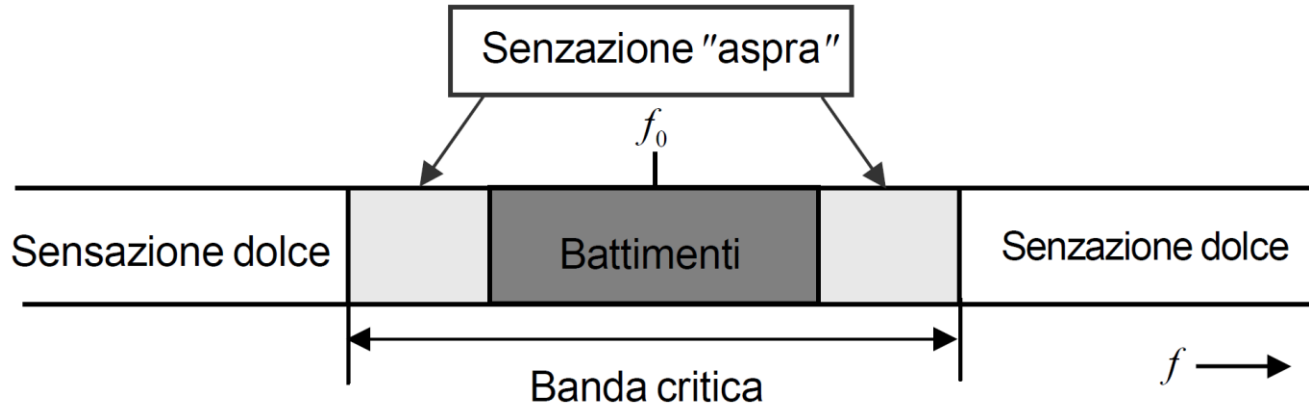 Senzazione "aspra"
f₀
Sensazione dolce
Battimenti
Senzazione dolce
Banda critica
f